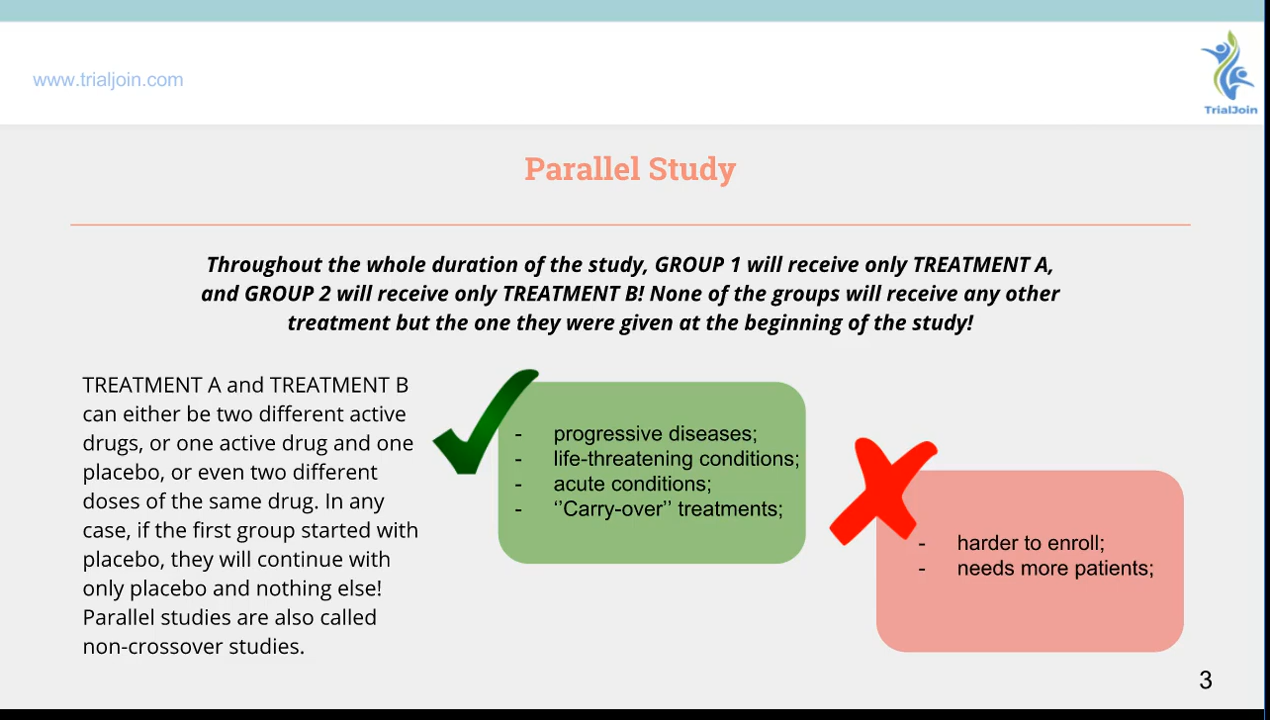 www.trialjoin.com
TrialJoin
Parallel Study
Throughout the whole duration of the study, GROUP 1 will receive only TREATMENT A,
and GROUP 2 will receive only TREATMENT B! None of the groups will receive any other
treatment but the one they were given at the beginning of the study!
TREATMENT A and TREATMENT B
can either be two different active
drugs, or one active drug and one
placebo, or even two different
doses of the same drug. In any
case, if the first group started with
placebo, they will continue with
only placebo and nothing else!
Parallel studies are also called
non-crossover studies.
- progressive diseases;
- life-threatening conditions;
- acute conditions;
- ‘’Carry-over’’ treatments;
- harder to enroll;
- needs more patients;
3